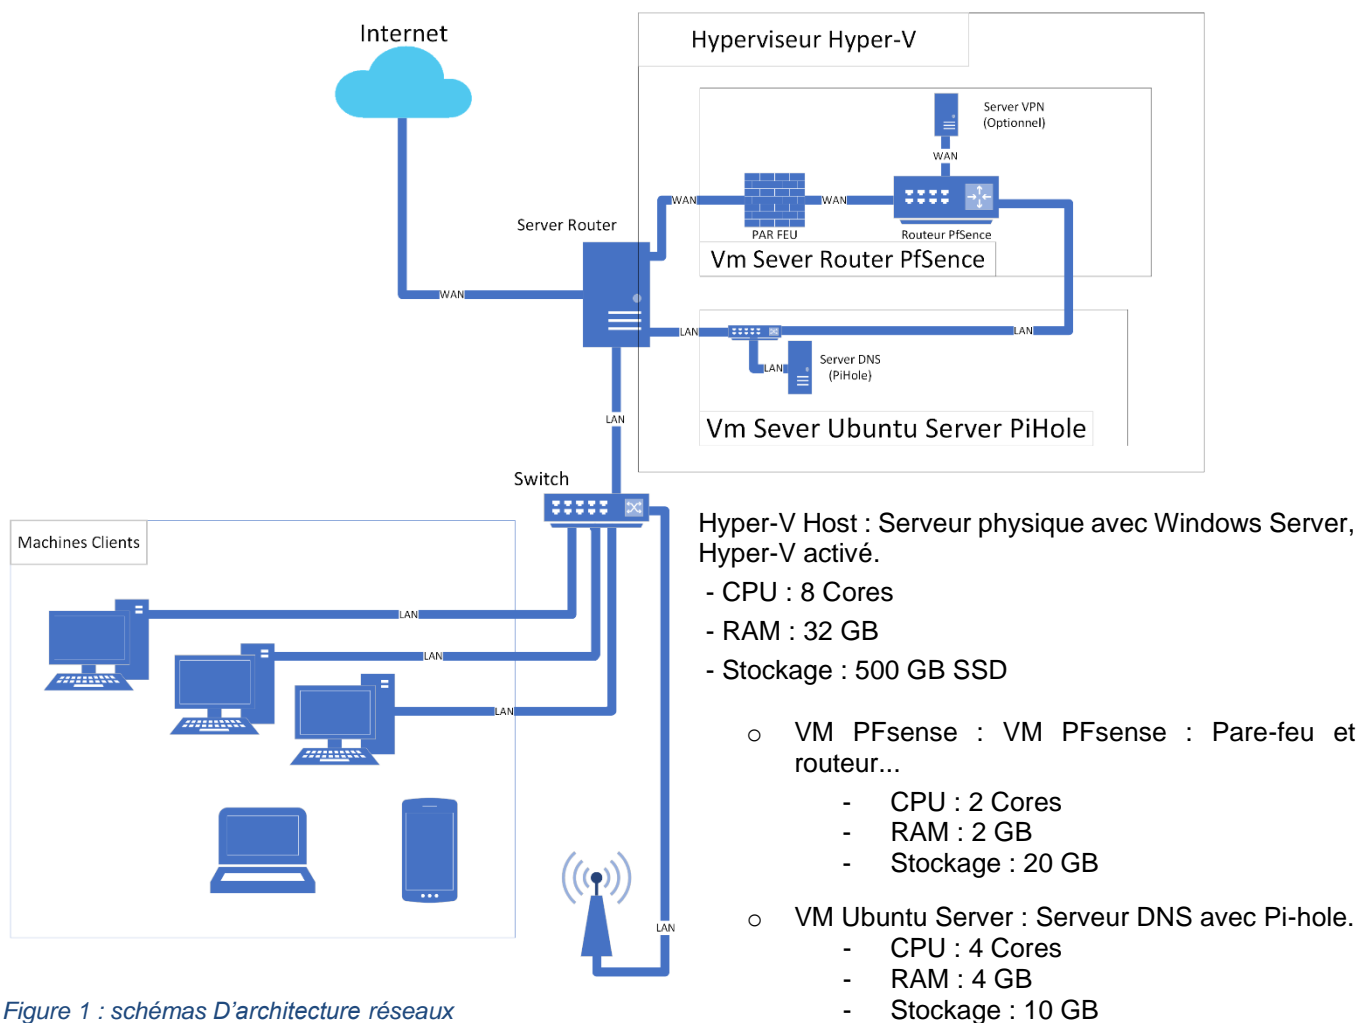 Internet
Hyperviseur Hyper-V
Server VPN
(Optionnel)
WAN
WAN
WAN
PAR FEU
Routeur PfSence
Vm Sever Router PfSence
Server Router
WAN
LAN
LAN
LAN
Server DNS
(PiHole)
Vm Sever Ubuntu Server PiHole
LAN
Switch
Machines Clients
LAN
LAN
LAN
LAN
Hyper-V Host : Serveur physique avec Windows Server,
Hyper-V activé.
- CPU : 8 Cores
- RAM : 32 GB
- Stockage : 500 GB SSD
o VM PFsense : VM PFsense : Pare-feu et
routeur...
- CPU : 2 Cores
- RAM : 2 GB
- Stockage : 20 GB
o VM Ubuntu Server : Serveur DNS avec Pi-hole.
- CPU : 4 Cores
- RAM : 4 GB
- Stockage : 10 GB
Figure 1 : schémas D'architecture réseaux